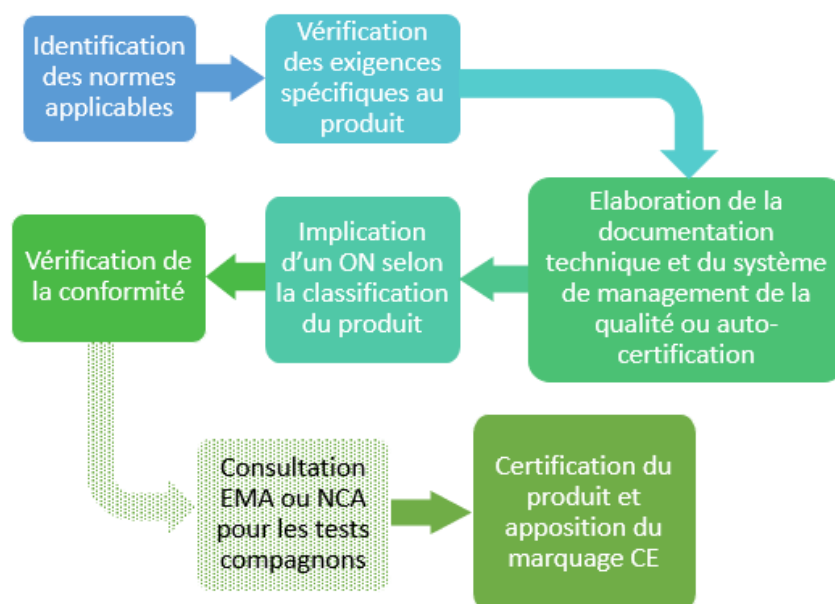 Identification
des normes
applicables
Vérification
des exigences
spécifiques au
produit
Elaboration de la
documentation
technique et du système
de management de la
qualité ou auto-
certification
Implication
d'un ON selon
la classification
du produit
Vérification de
la conformité
Consultation
EMA ou NCA
pour les tests
compagnons
Certification du
produit et
apposition du
marquage CE